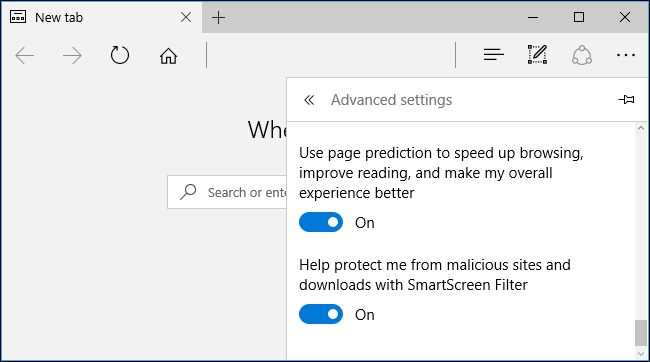 New tab
Advanced settings
Whe
Search or ente
Use page prediction to speed up browsing,
improve reading, and make my overall
experience better
On
Help protect me from malicious sites and
downloads with SmartScreen Filter
On